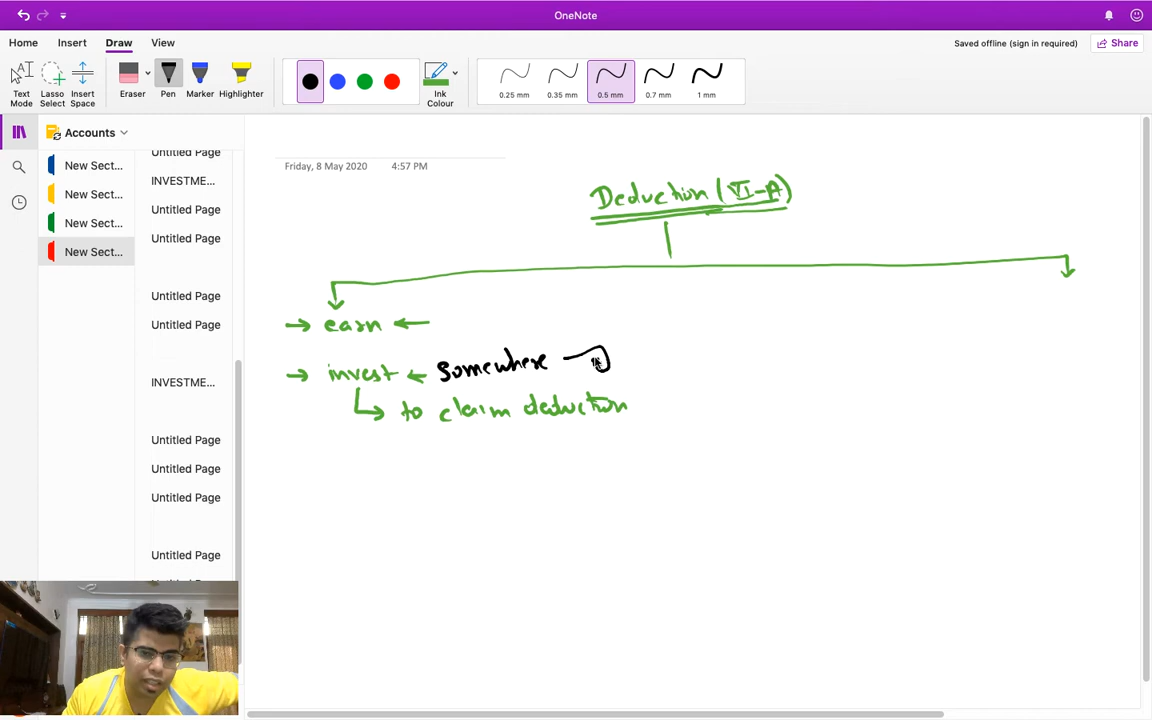 OneNote
Home Insert Draw View
Saved offline (sign in required) Share
Text Mode
Lasso Select
Insert Space
Eraser
Pen
Marker
Highlighter
Ink Colour
0.25 mm
0.35 mm
0.5 mm
0.7 mm
1 mm
Accounts
New Sect...
New Sect...
New Sect...
New Sect...
Untitled Page
INVESTME...
Untitled Page
Untitled Page
Untitled Page
Untitled Page
INVESTME...
Untitled Page
Untitled Page
Untitled Page
Untitled Page
Friday, 8 May 2020 4:57 PM
Deduction (VI-A)
→ earn ←
→ invest ← somewhere
↳ to claim deduction